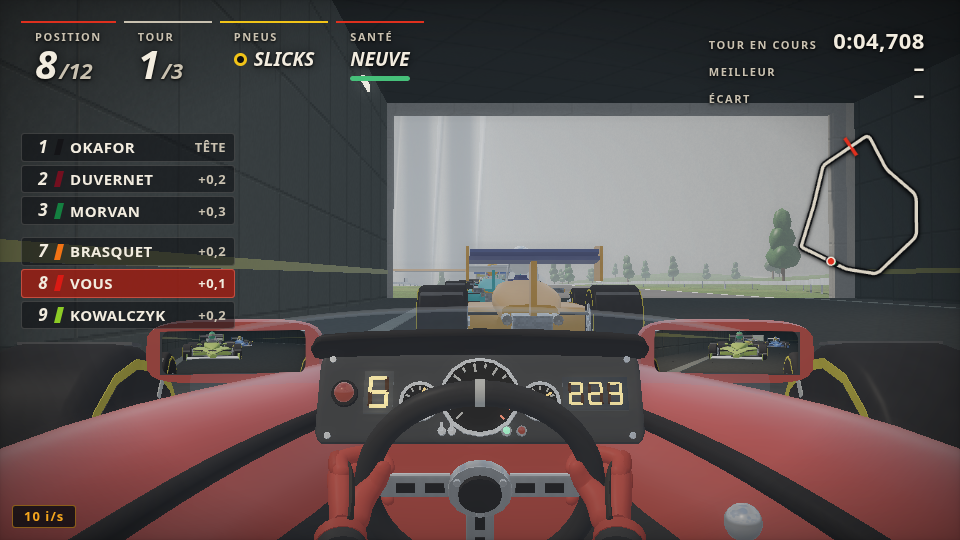 POSITION TOUR PNEUS SANTÉ
8/12 1/3 SLICKS NEUVE
TOUR EN COURS 0:04,708
MEILLEUR –
ÉCART –
1 OKAFOR TÊTE
2 DUVERNET +0,2
3 MORVAN +0,3
7 BRASQUET +0,2
8 VOUS +0,1
9 KOWALCZYK +0,2
5 223
10 i/s